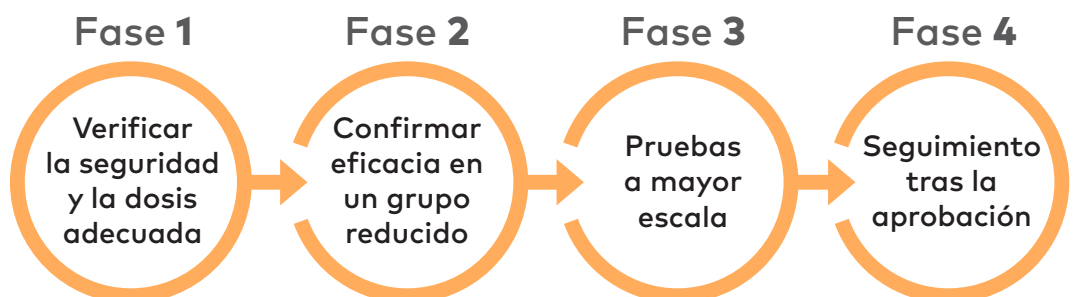 Fase 1
Verificar
la seguridad
y la dosis
adecuada
Fase 2
Confirmar
eficacia en
un grupo
reducido
Fase 3
Pruebas
a mayor
escala
Fase 4
Seguimiento
tras la
aprobación